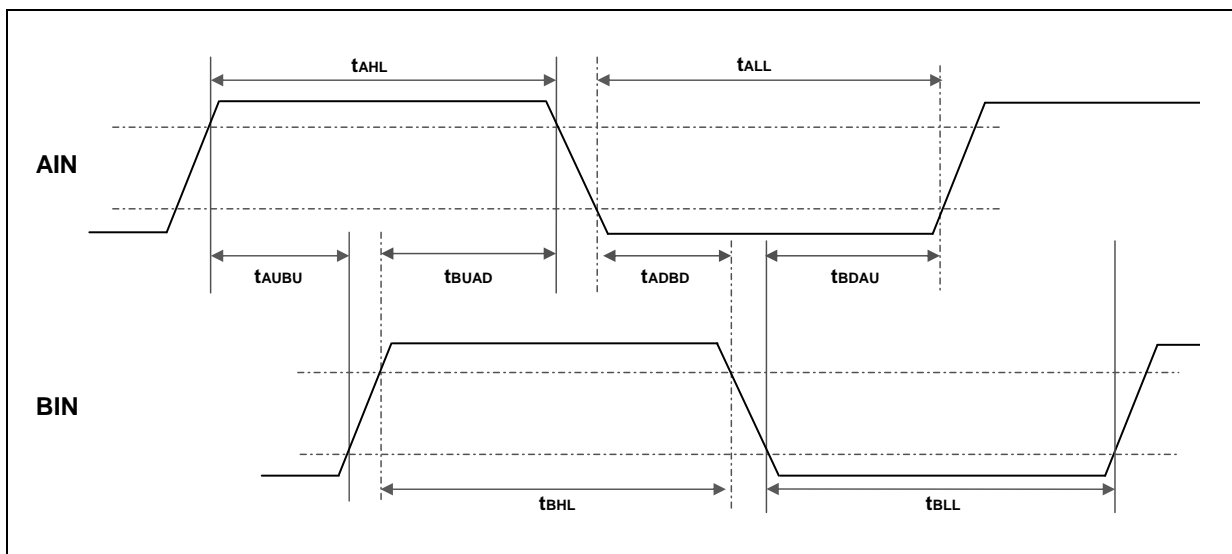 tAHL
tALL
AIN
tAUBU
tBUAD
tADBD
tBDAU
BIN
tBHL
tBLL